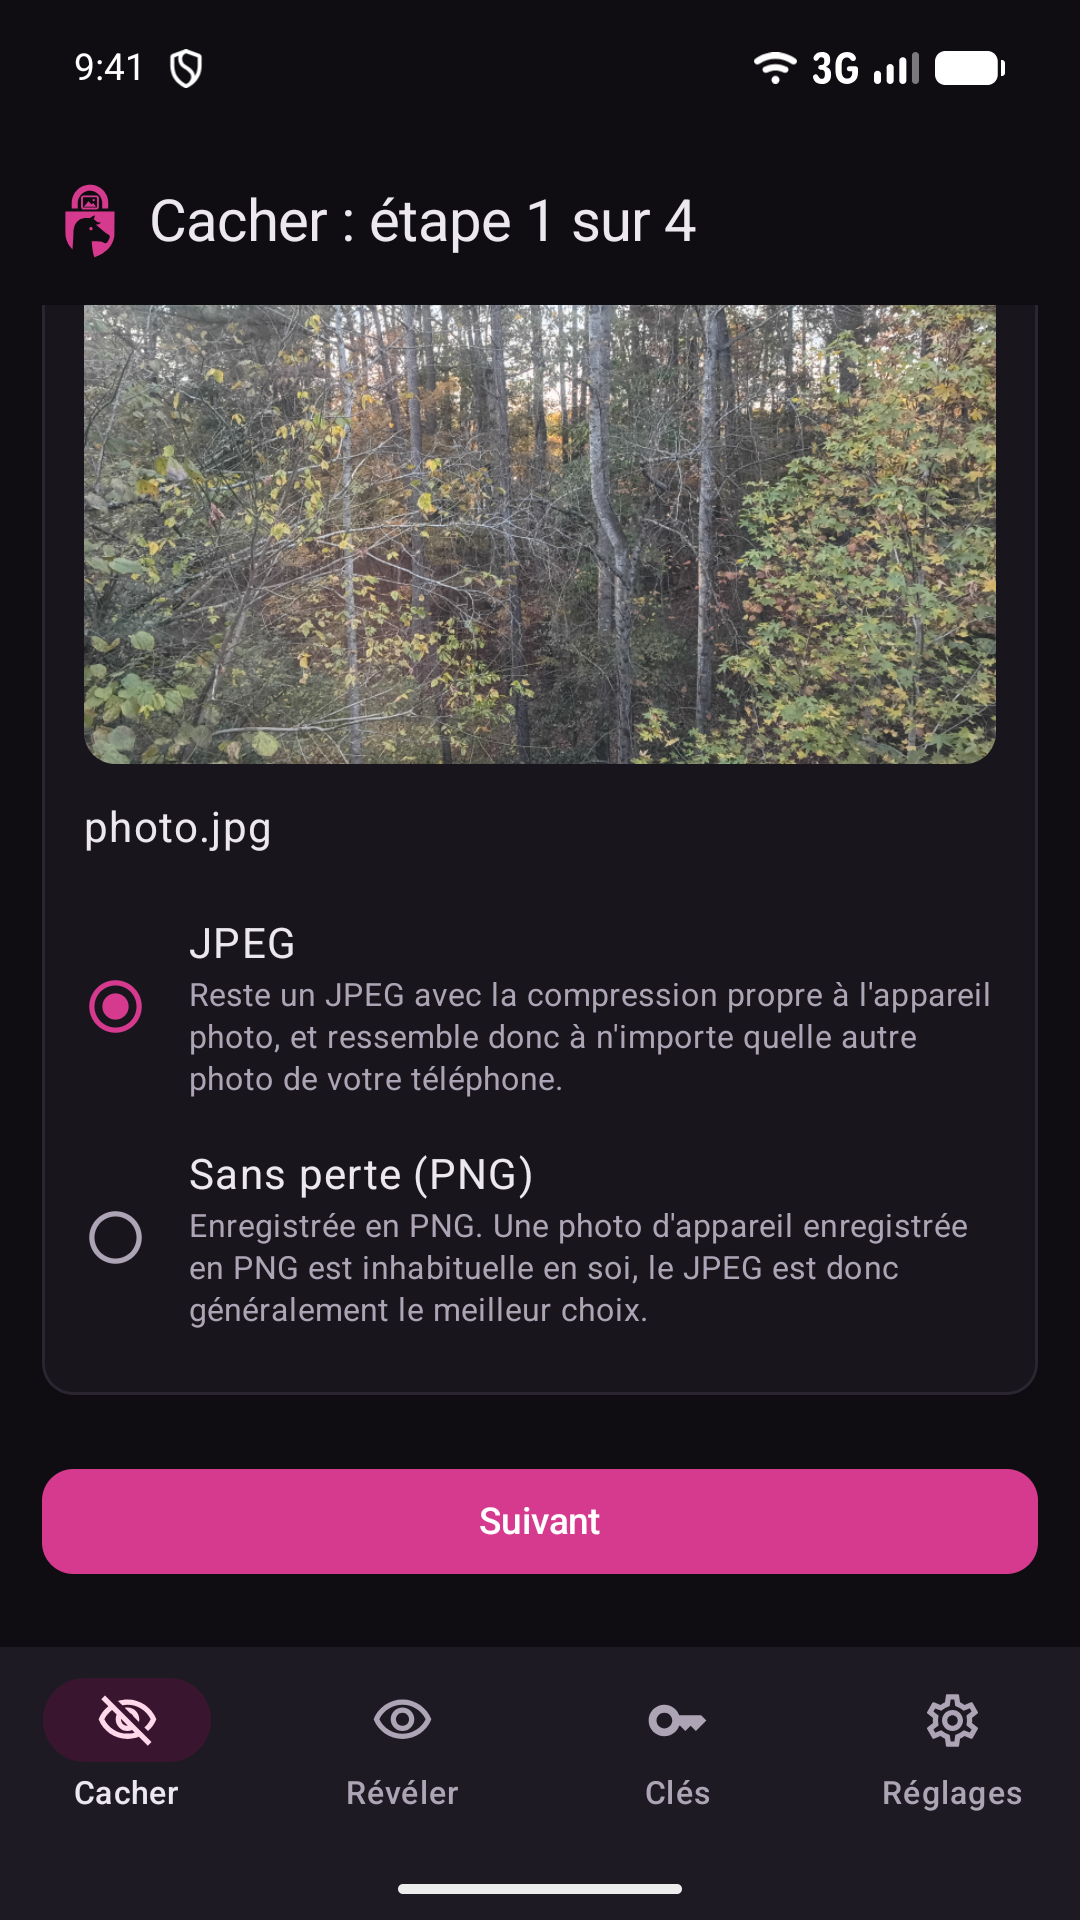 9:41
3G
Cacher : étape 1 sur 4
photo.jpg
JPEG
Reste un JPEG avec la compression propre à l'appareil
photo, et ressemble donc à n'importe quelle autre
photo de votre téléphone.
Sans perte (PNG)
Enregistrée en PNG. Une photo d'appareil enregistrée
en PNG est inhabituelle en soi, le JPEG est donc
généralement le meilleur choix.
Suivant
Cacher
Révéler
Clés
Réglages